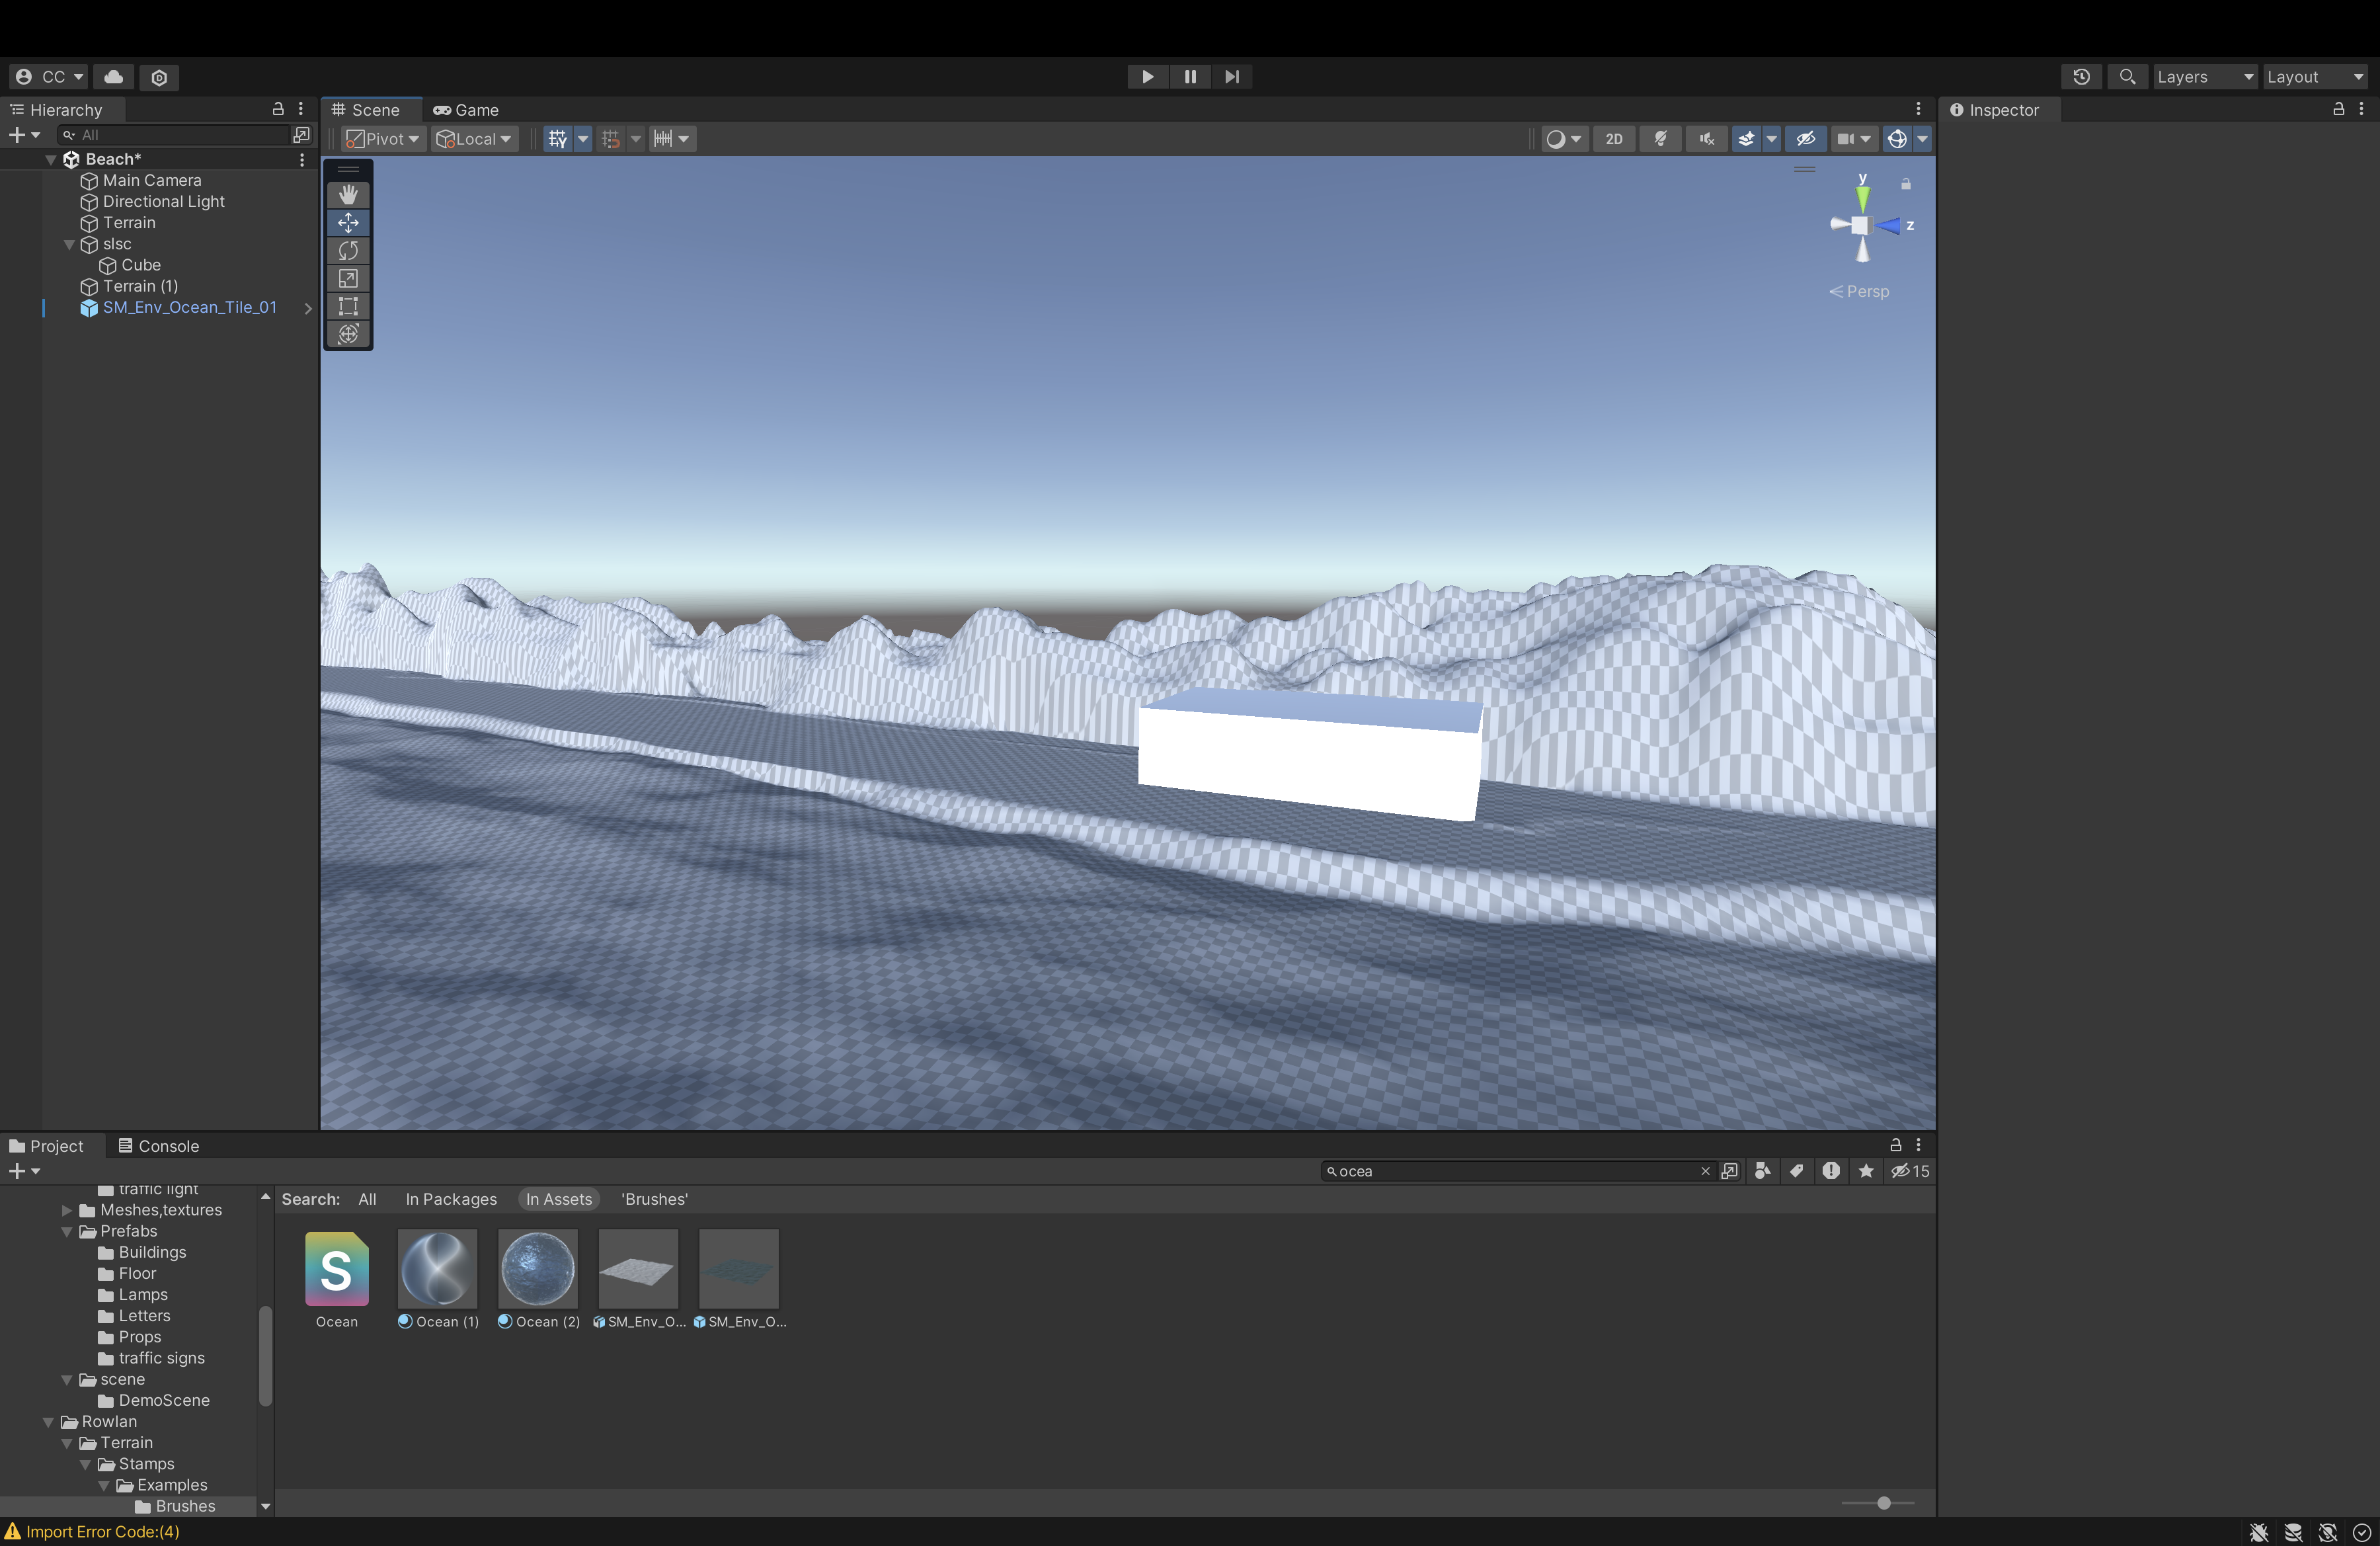 CC
Layers
Layout
Hierarchy
All
Beach*
Main Camera
Directional Light
Terrain
slsc
Cube
Terrain (1)
SM_Env_Ocean_Tile_01
Scene
Game
Pivot
Local
2D
y
z
Persp
Inspector
Project
Console
ocea
15
traffic light
Meshes,textures
Prefabs
Buildings
Floor
Lamps
Letters
Props
traffic signs
scene
DemoScene
Rowlan
Terrain
Stamps
Examples
Brushes
Search: All In Packages In Assets 'Brushes'
S
Ocean
Ocean (1)
Ocean (2)
SM_Env_O...
SM_Env_O...
Import Error Code:(4)